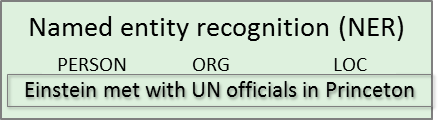 Named entity recognition (NER)
PERSON ORG LOC
Einstein met with UN officials in Princeton